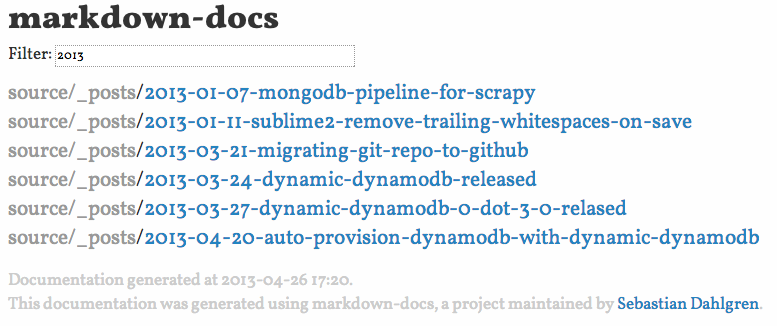 markdown-docs
Filter: 2013
source/_posts/2013-01-07-mongodb-pipeline-for-scrapy
source/_posts/2013-01-11-sublime2-remove-trailing-whitespaces-on-save
source/_posts/2013-03-21-migrating-git-repo-to-github
source/_posts/2013-03-24-dynamic-dynamodb-released
source/_posts/2013-03-27-dynamic-dynamodb-0-dot-3-0-relased
source/_posts/2013-04-20-auto-provision-dynamodb-with-dynamic-dynamodb
Documentation generated at 2013-04-26 17:20.
This documentation was generated using markdown-docs, a project maintained by Sebastian Dahlgren.